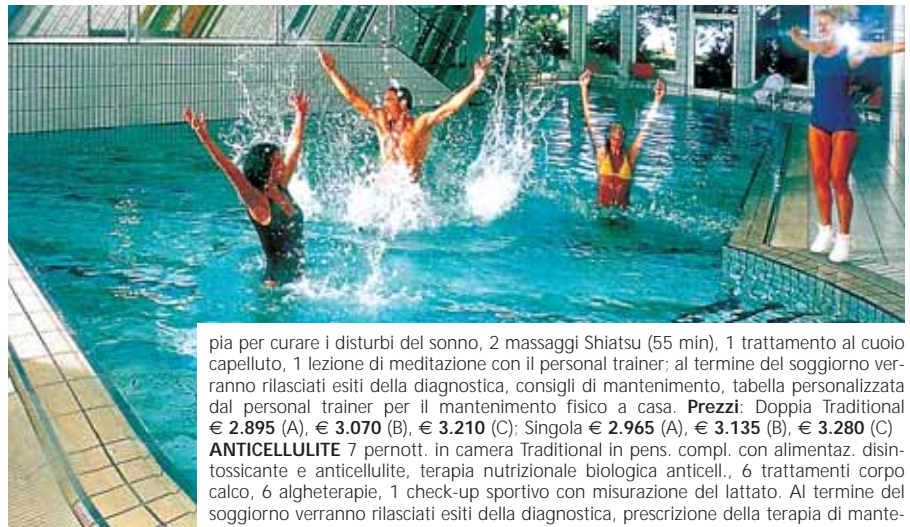 pia per curare i disturbi del sonno, 2 massaggi Shiatsu (55 min), 1 trattamento al cuoio
capelluto, 1 lezione di meditazione con il personal trainer; al termine del soggiorno ver-
ranno rilasciati esiti della diagnostica, consigli di mantenimento, tabella personalizzata
dal personal trainer per il mantenimento fisico a casa. Prezzi: Doppia Traditional
€ 2.895 (A), € 3.070 (B), € 3.210 (C); Singola € 2.965 (A), € 3.135 (B), € 3.280 (C)
ANTICELLULITE 7 pernott. in camera Traditional in pens. compl. con alimentaz. disin-
tossicante e anticellulite, terapia nutrizionale biologica anticell., 6 trattamenti corpo
calco, 6 algheterapie, 1 check-up sportivo con misurazione del lattato. Al termine del
soggiorno verranno rilasciati esiti della diagnostica, prescrizione della terapia di mante-